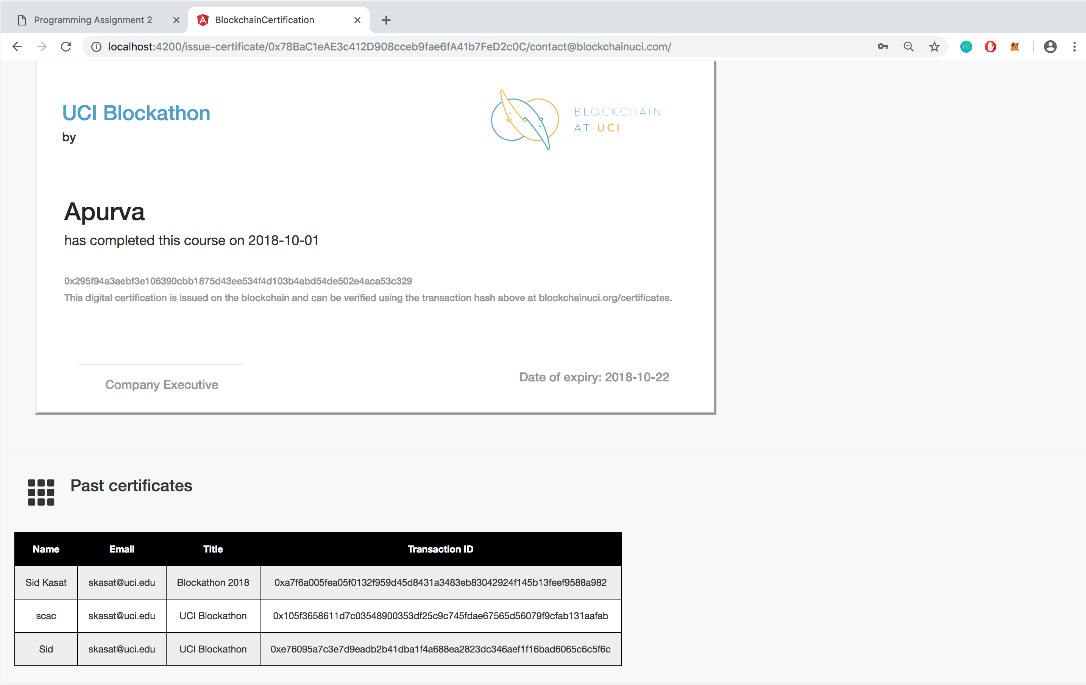 Programming Assignment 2
BlockchainCertification
localhost:4200/issue-certificate/0x78BaC1eAE3c412D908cceb9fae6fA41b7FeD2c0C/contact@blockchainuci.com/
UCI Blockathon
by
BLOCKCHAIN
AT UCI
Apurva
has completed this course on 2018-10-01
0x295f94a3aebf3e106390cbb1875d43ee534f4d103b4abd54de502e4aca53c329
This digital certification is issued on the blockchain and can be verified using the transaction hash above at blockchainuci.org/certificates.
Company Executive
Date of expiry: 2018-10-22
Past certificates
Name Email Title Transaction ID
Sid Kasat skasat@uci.edu Blockathon 2018 0xa7f6a005fea05f0132f959d45d8431a3483eb83042924f145b13feef9588a982
scac skasat@uci.edu UCI Blockathon 0x105f3658611d7c03548900353df25c9c745fdae67565d56079f9cfab131aafab
Sid skasat@uci.edu UCI Blockathon 0xe76095a7c3e7d9eadb2b41dba1f4a688ea2823dc346aef1f16bad6065c6c5f6c